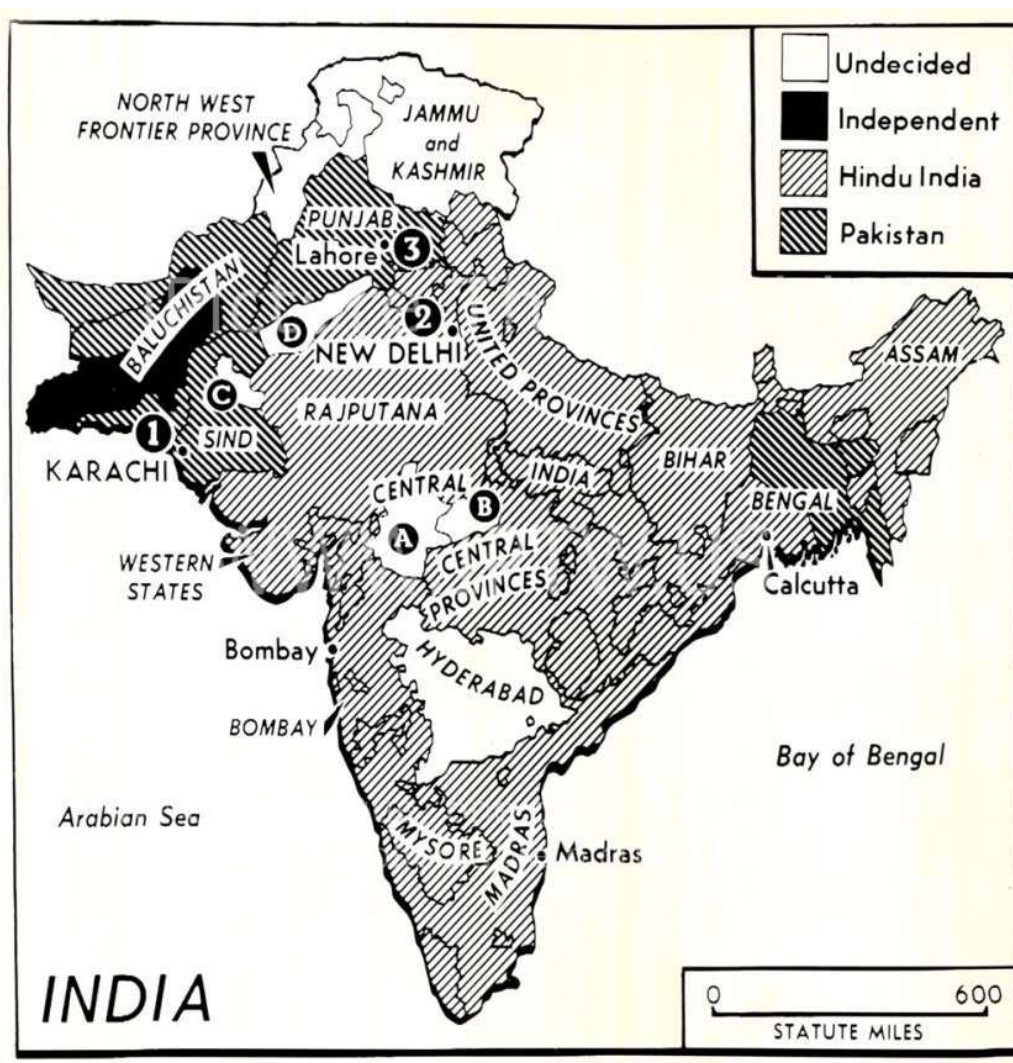 Undecided
Independent
Hindu India
Pakistan
NORTH WEST
FRONTIER PROVINCE
JAMMU
and
KASHMIR
PUNJAB
Lahore
3
BALUCHISTAN
D
2
NEW DELHI
UNITED PROVINCES
ASSAM
C
RAJPUTANA
1
SIND
KARACHI
CENTRAL
INDIA
BIHAR
B
A
BENGAL
CENTRAL
PROVINCES
WESTERN
STATES
Calcutta
Bombay
HYDERABAD
BOMBAY
Bay of Bengal
Arabian Sea
MYSORE
MADRAS
Madras
INDIA
0 600
STATUTE MILES